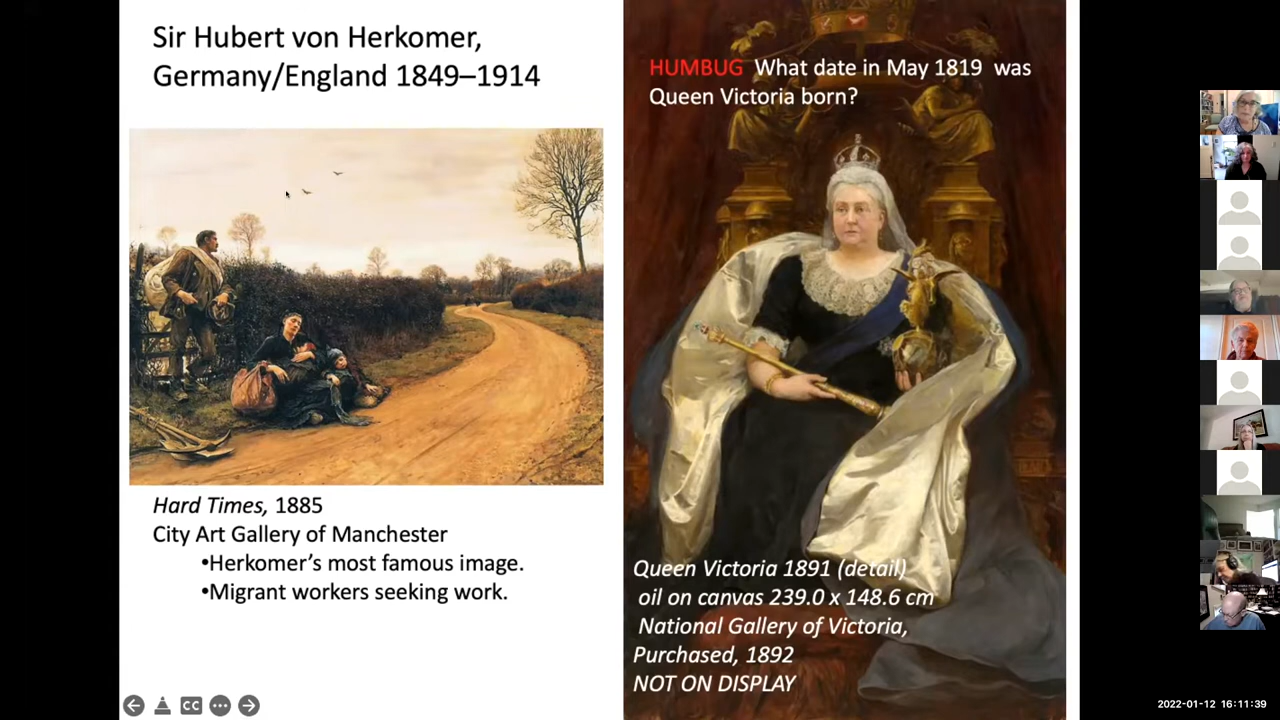 Sir Hubert von Herkomer,
Germany/England 1849–1914
Hard Times, 1885
City Art Gallery of Manchester
•Herkomer’s most famous image.
•Migrant workers seeking work.
HUMBUG What date in May 1819 was
Queen Victoria born?
Queen Victoria 1891 (detail)
oil on canvas 239.0 x 148.6 cm
National Gallery of Victoria,
Purchased, 1892
NOT ON DISPLAY
CC
2022-01-12 16:11:39